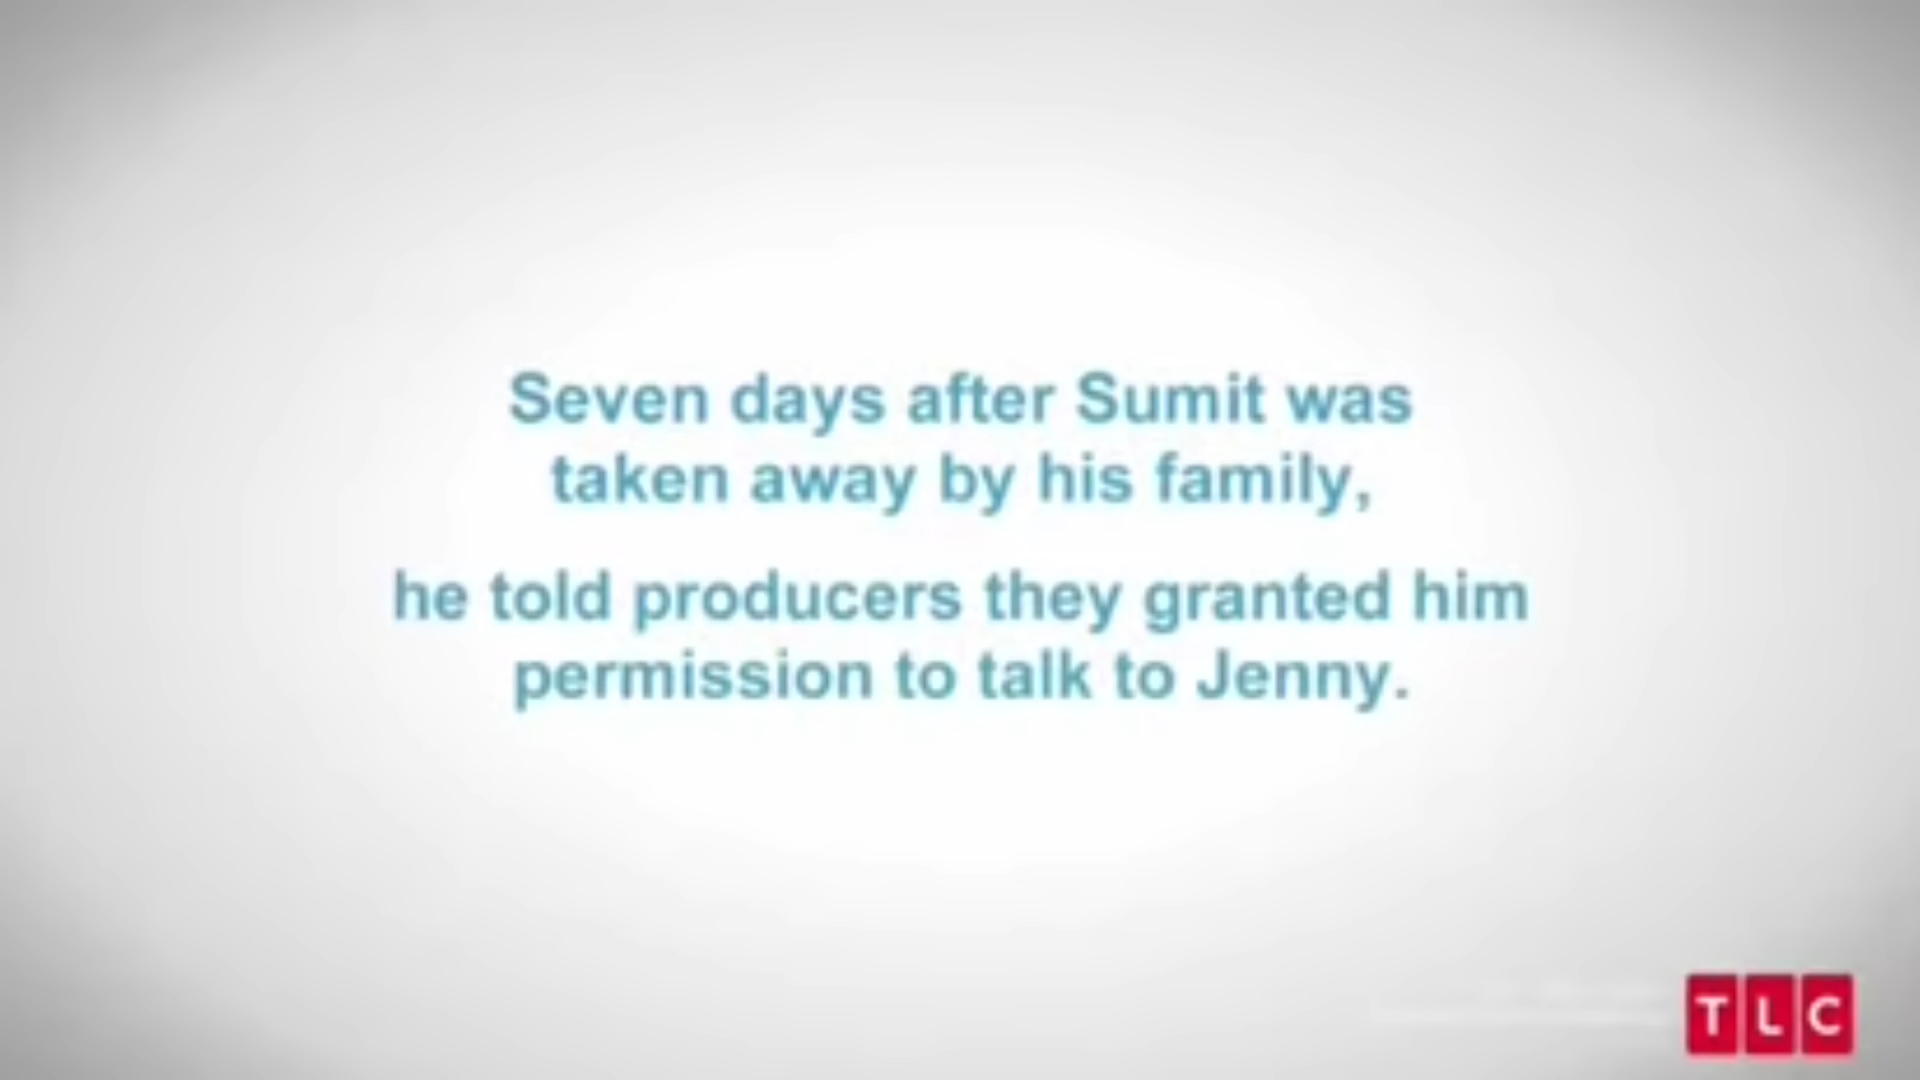 Seven days after Sumit was
taken away by his family,
he told producers they granted him
permission to talk to Jenny.
TLC